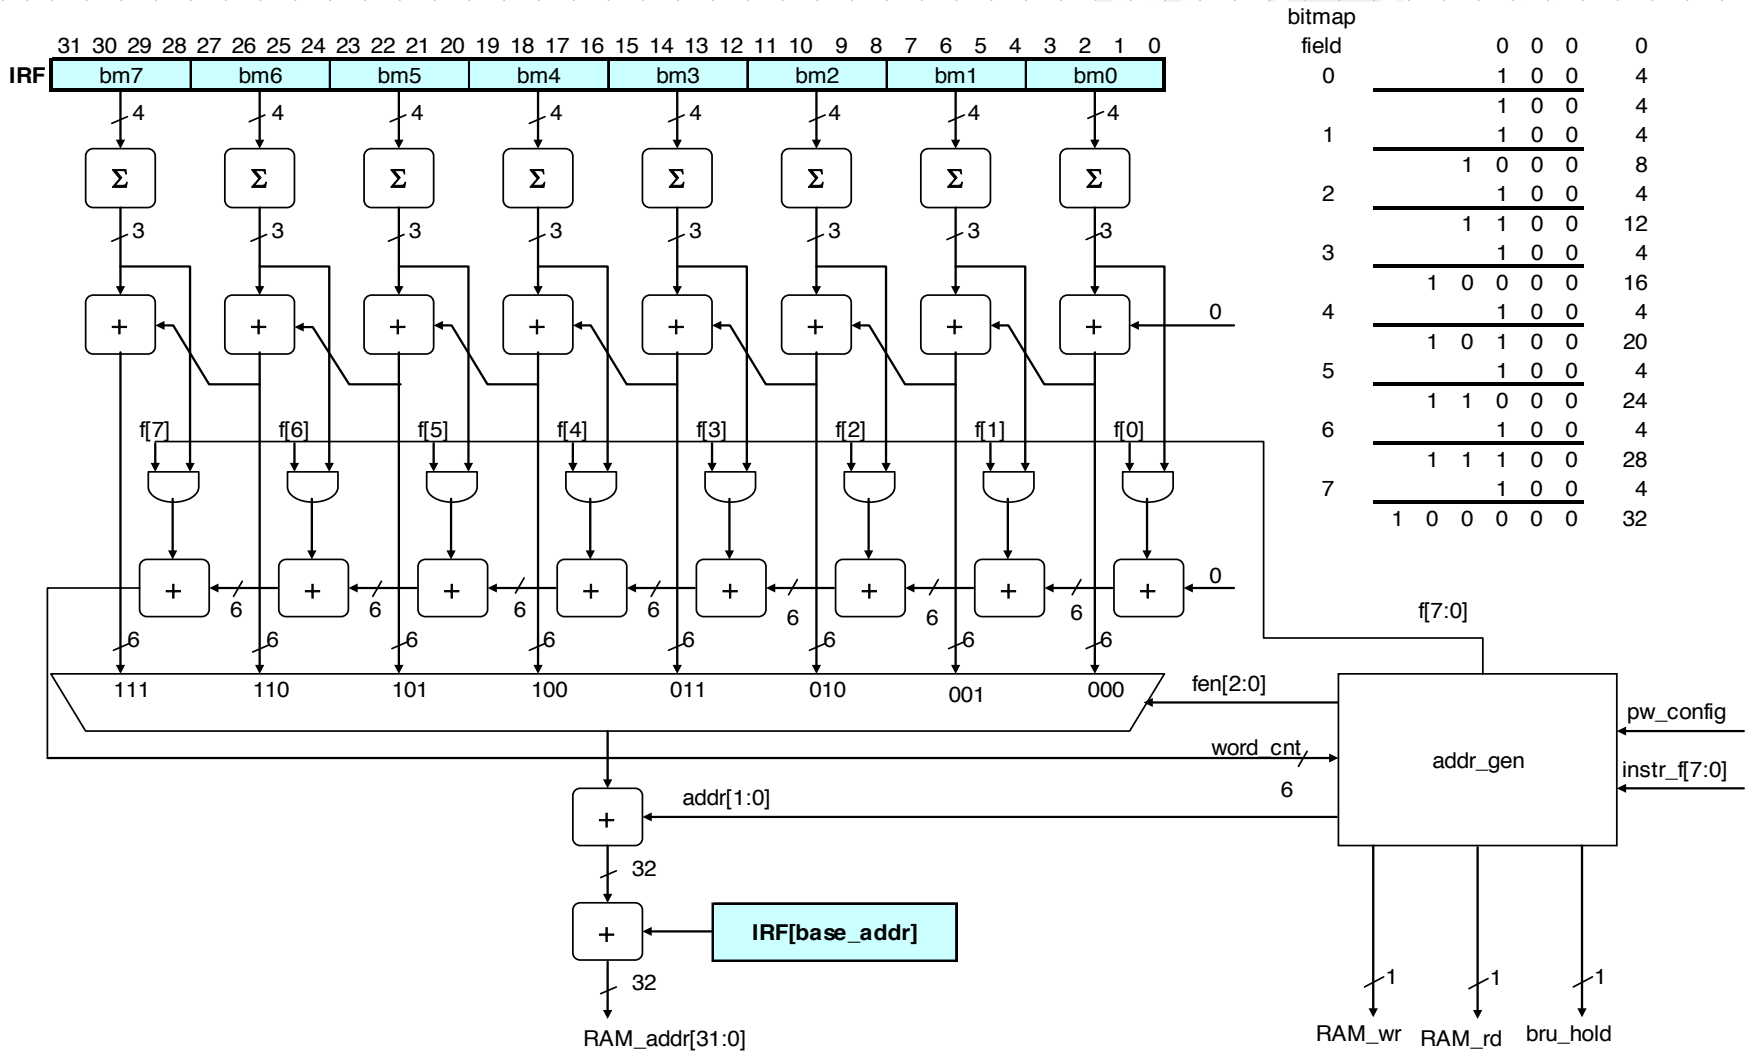 bitmap
31 30 29 28 27 26 25 24 23 22 21 20 19 18 17 16 15 14 13 12 11 10 9 8 7 6 5 4 3 2 1 0
field 0 0 0 0
IRF bm7 bm6 bm5 bm4 bm3 bm2 bm1 bm0
0 1 0 0 4
4 4 4 4 4 4 4 4
1 0 0 4
1 1 0 0 4
1 0 0 0 8
Σ Σ Σ Σ Σ Σ Σ Σ
2 1 0 0 4
1 1 0 0 12
3 3 3 3 3 3 3 3
3 1 0 0 4
1 0 0 0 0 16
0
4 1 0 0 4
+ + + + + + + +
1 0 1 0 0 20
5 1 0 0 4
1 1 0 0 0 24
f[7] f[6] f[5] f[4] f[3] f[2] f[1] f[0]
6 1 0 0 4
1 1 1 0 0 28
7 1 0 0 4
1 0 0 0 0 0 32
0
+ + + + + + + +
6 6 6 6 6 6 6
f[7:0]
6 6 6 6 6 6 6 6
111 110 101 100 011 010 001 000
fen[2:0]
pw_config
word_cnt
addr_gen
instr_f[7:0]
6
addr[1:0]
+
32
+ IRF[base_addr]
32
1 1 1
RAM_addr[31:0]
RAM_wr RAM_rd bru_hold